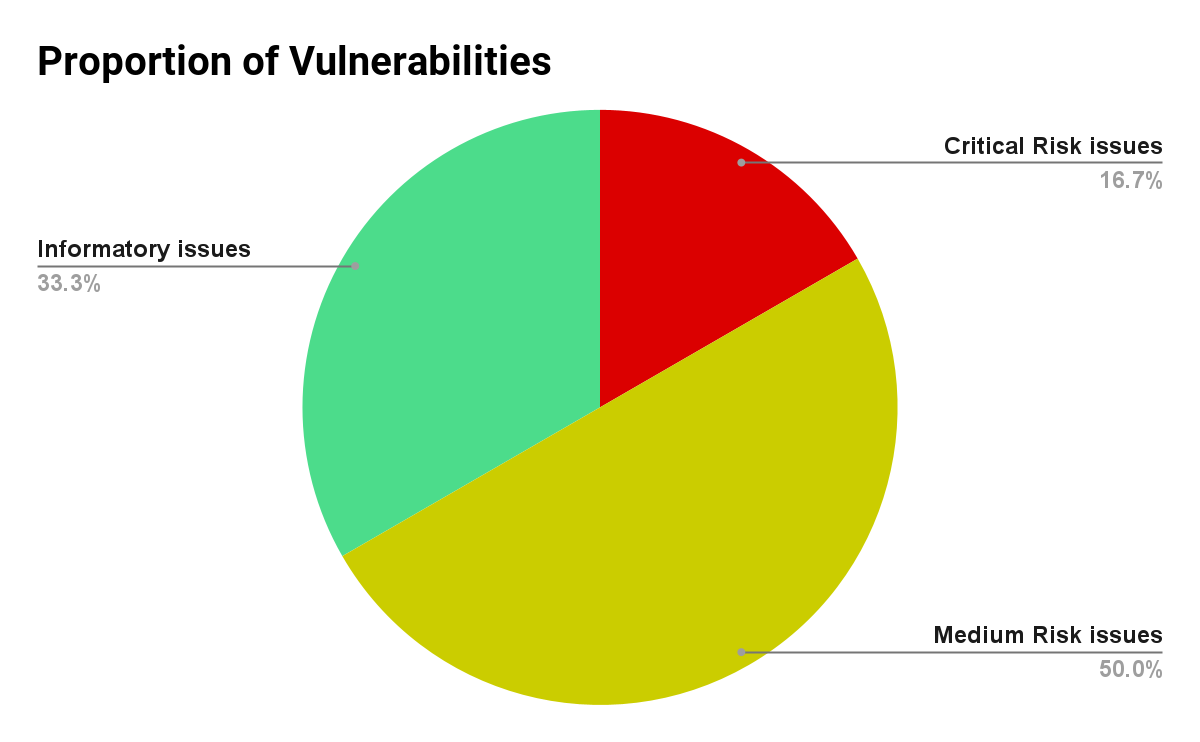 Proportion of Vulnerabilities
Critical Risk issues
16.7%
Informatory issues
33.3%
Medium Risk issues
50.0%